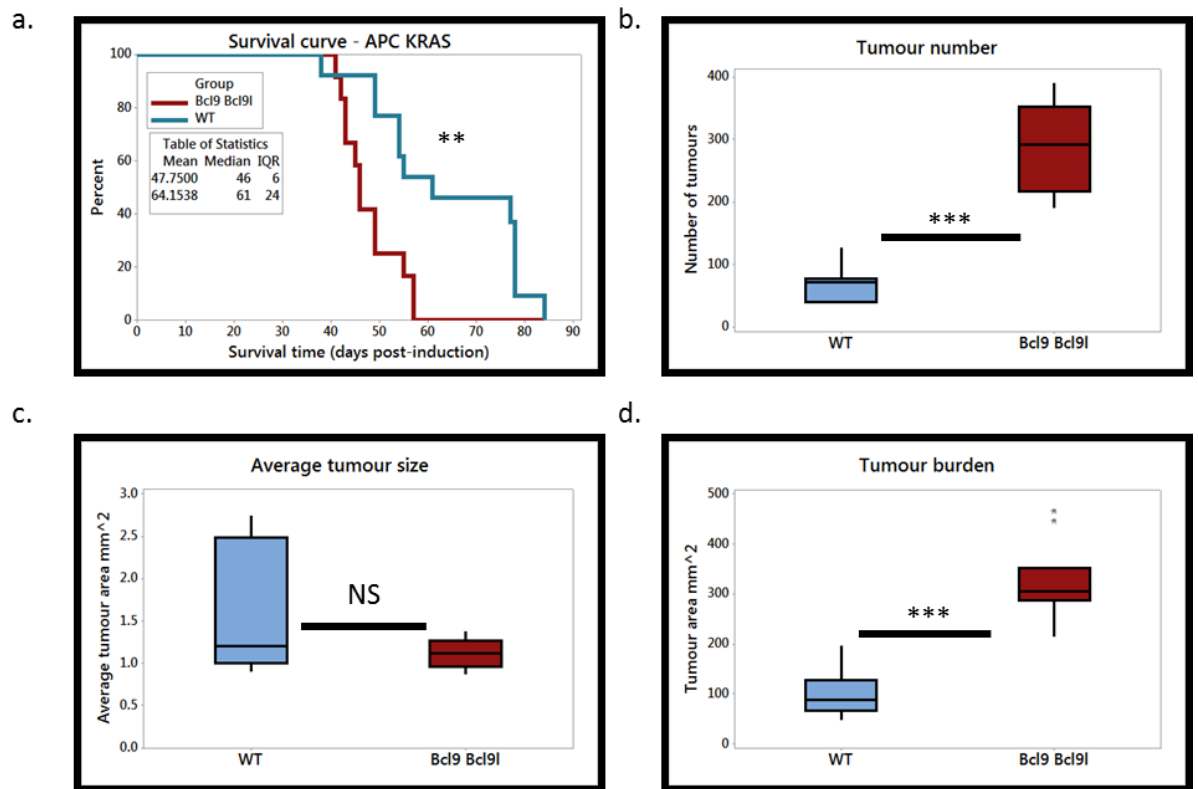 a.
Survival curve - APC KRAS
Percent
100
80
60
40
20
0
Group
Bcl9 Bcl9l
WT
Table of Statistics
Mean Median IQR
47.7500 46 6
64.1538 61 24
**
0 10 20 30 40 50 60 70 80 90
Survival time (days post-induction)
b.
Tumour number
Number of tumours
400
300
200
100
0
***
WT Bcl9 Bcl9l
c.
Average tumour size
Average tumour area mm^2
3.0
2.5
2.0
1.5
1.0
0.5
0.0
NS
WT Bcl9 Bcl9l
d.
Tumour burden
Tumour area mm^2
500
400
300
200
100
0
*
*
***
WT Bcl9 Bcl9l